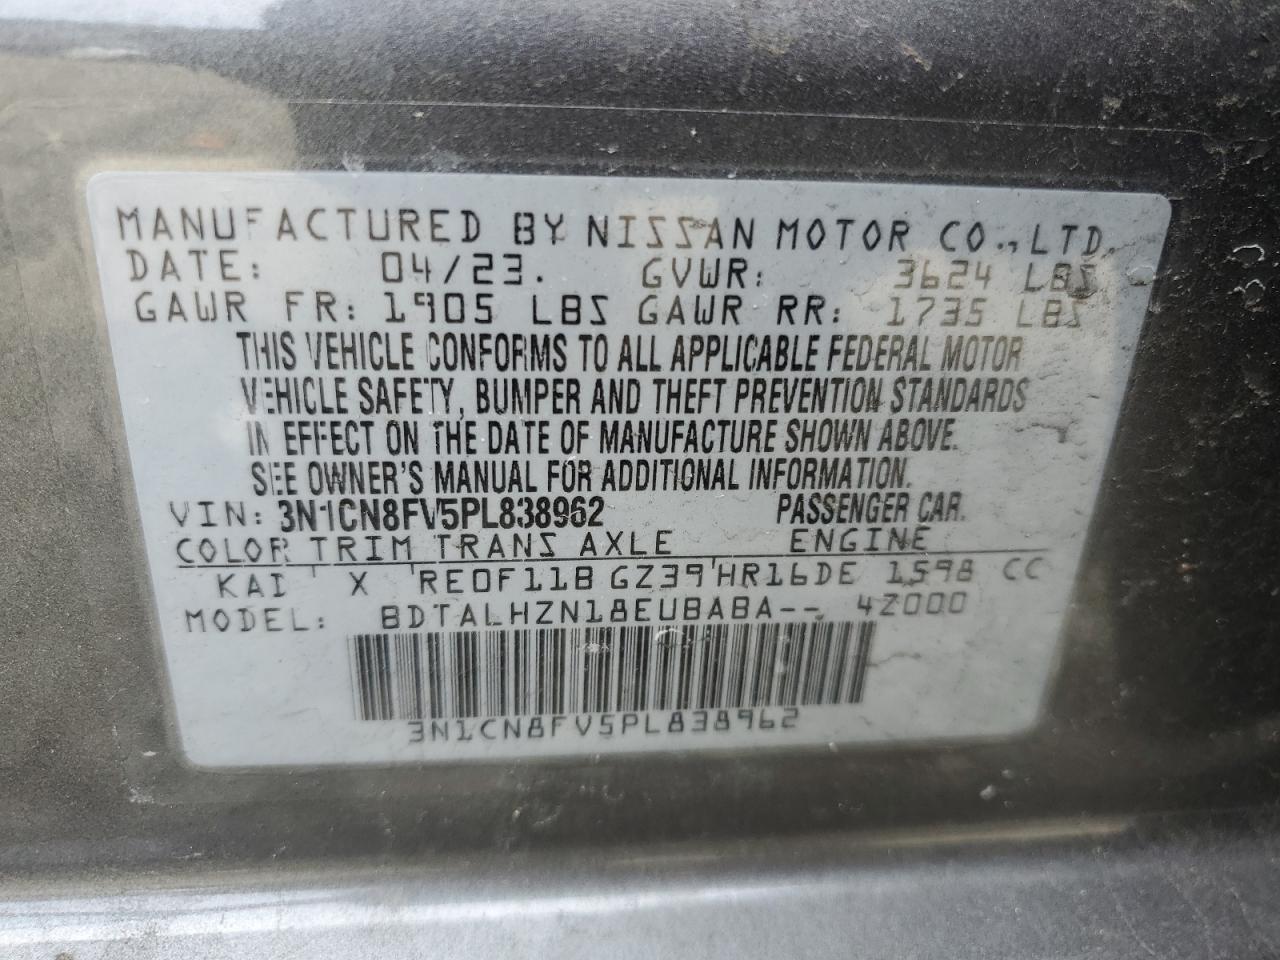 MANUFACTURED BY NISSAN MOTOR CO., LTD.
DATE: 04/23. GVWR: 3624 LBS
GAWR FR: 1905 LBS GAWR RR: 1735 LBS
THIS VEHICLE CONFORMS TO ALL APPLICABLE FEDERAL MOTOR
VEHICLE SAFETY, BUMPER AND THEFT PREVENTION STANDARDS
IN EFFECT ON THE DATE OF MANUFACTURE SHOWN ABOVE.
SEE OWNER'S MANUAL FOR ADDITIONAL INFORMATION.
VIN: 3N1CN8FV5PL838962 PASSENGER CAR.
COLOR TRIM TRANS AXLE ENGINE
KAD X RE0F11B GZ39 HR16DE 1598 CC
MODEL: BDTALHZN18EUBABA--, 4Z000
3N1CN8FV5PL838962